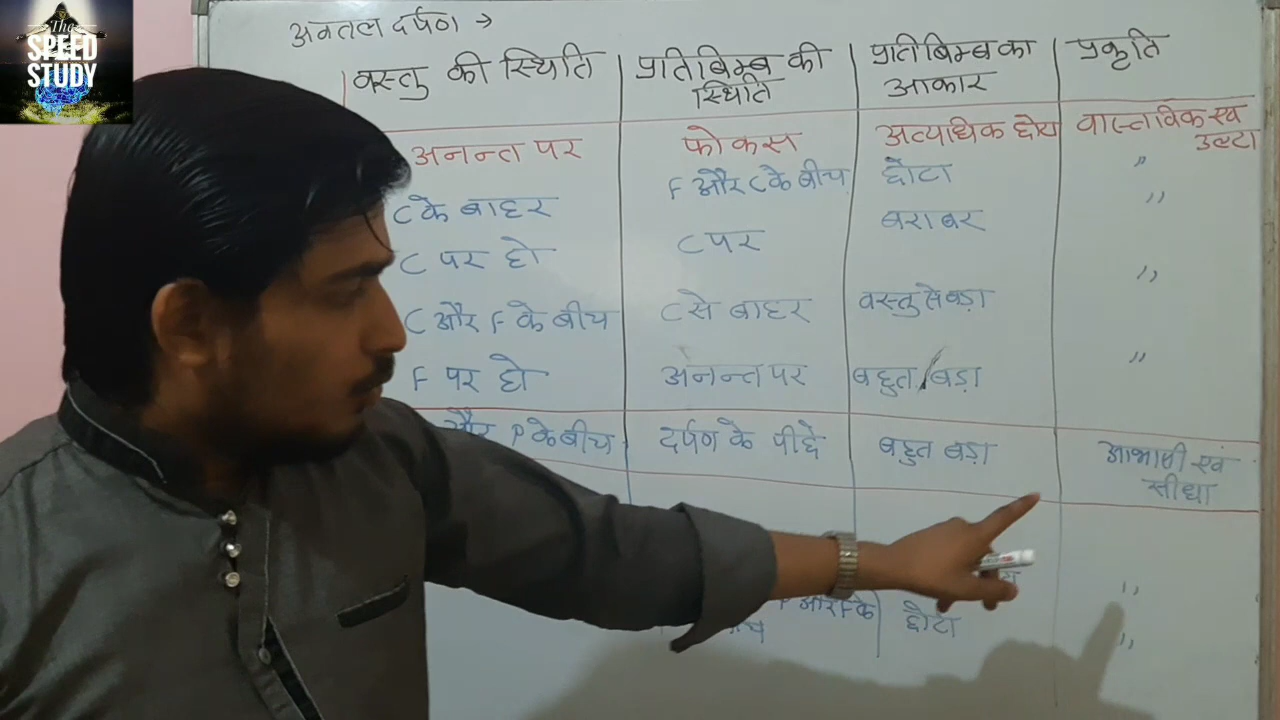 The
SPEED
STUDY
अवतल दर्पण →
वस्तु की स्थिति प्रतिबिम्ब की स्थिति प्रतिबिम्ब का आकार प्रकृति
अनन्त पर फोकस अत्याधिक छोटा वास्तविक एवं उल्टा
C के बाहर F और C के बीच छोटा "
C पर हो C पर बराबर "
C और F के बीच C से बाहर वस्तु से बड़ा "
F पर हो अनन्त पर बहुत बड़ा "
और P के बीच दर्पण के पीछे बहुत बड़ा आभासी एवं सीधा
"
P और F के छोटा "